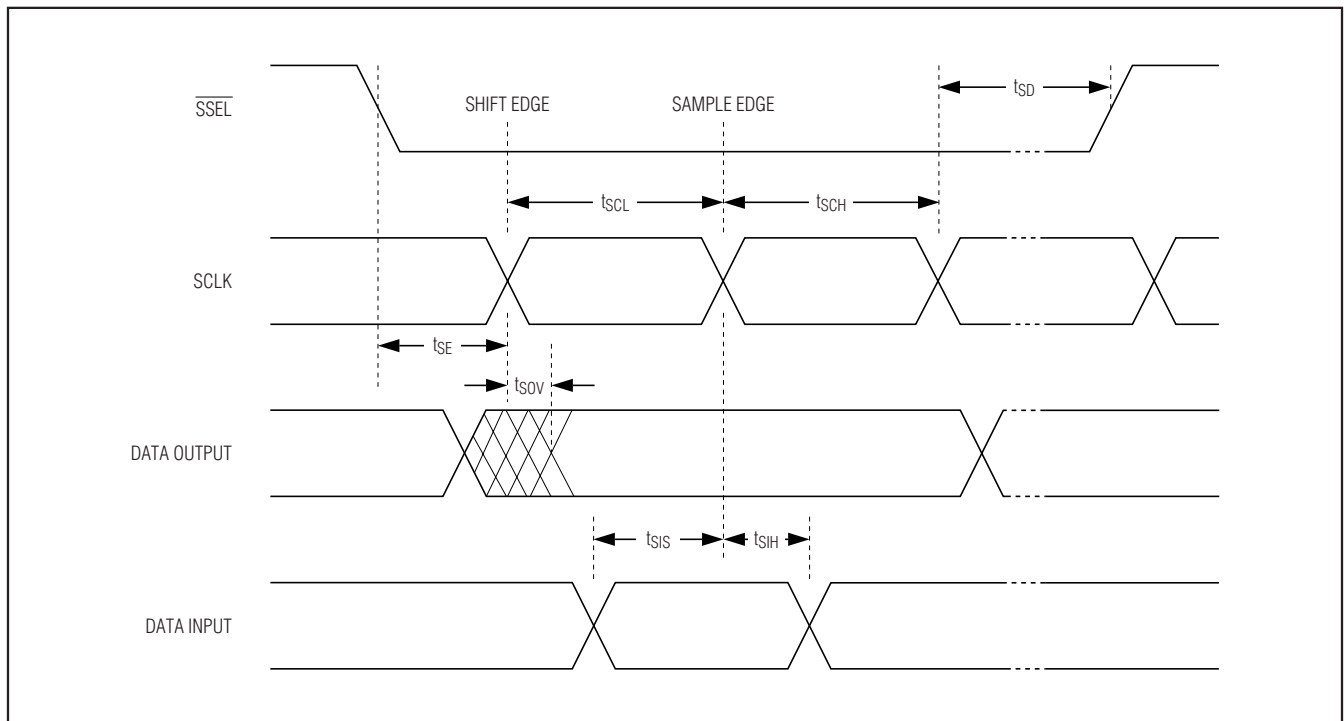 SSEL
SHIFT EDGE
SAMPLE EDGE
tSD
tSCL
tSCH
SCLK
tSE
tSOV
DATA OUTPUT
tSIS
tSIH
DATA INPUT